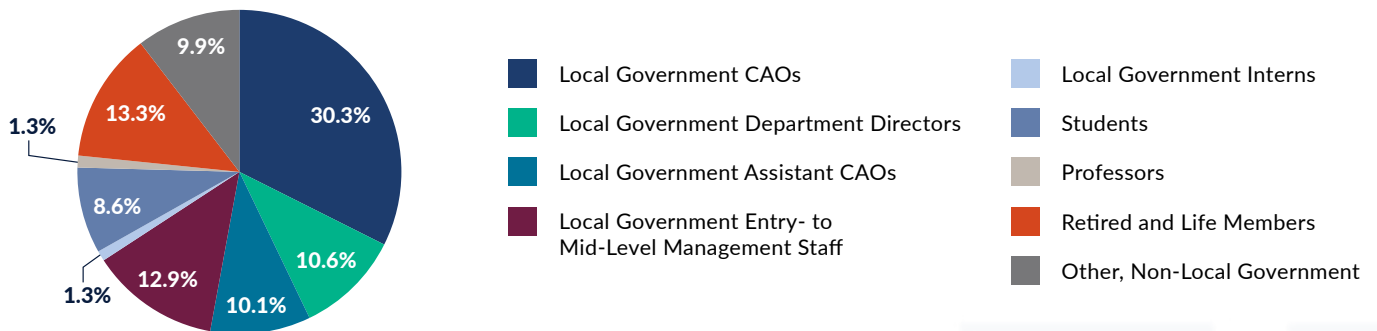 9.9%
30.3%
13.3%
1.3%
8.6%
1.3%
12.9%
10.1%
10.6%
Local Government CAOs
Local Government Department Directors
Local Government Assistant CAOs
Local Government Entry- to
Mid-Level Management Staff
Local Government Interns
Students
Professors
Retired and Life Members
Other, Non-Local Government